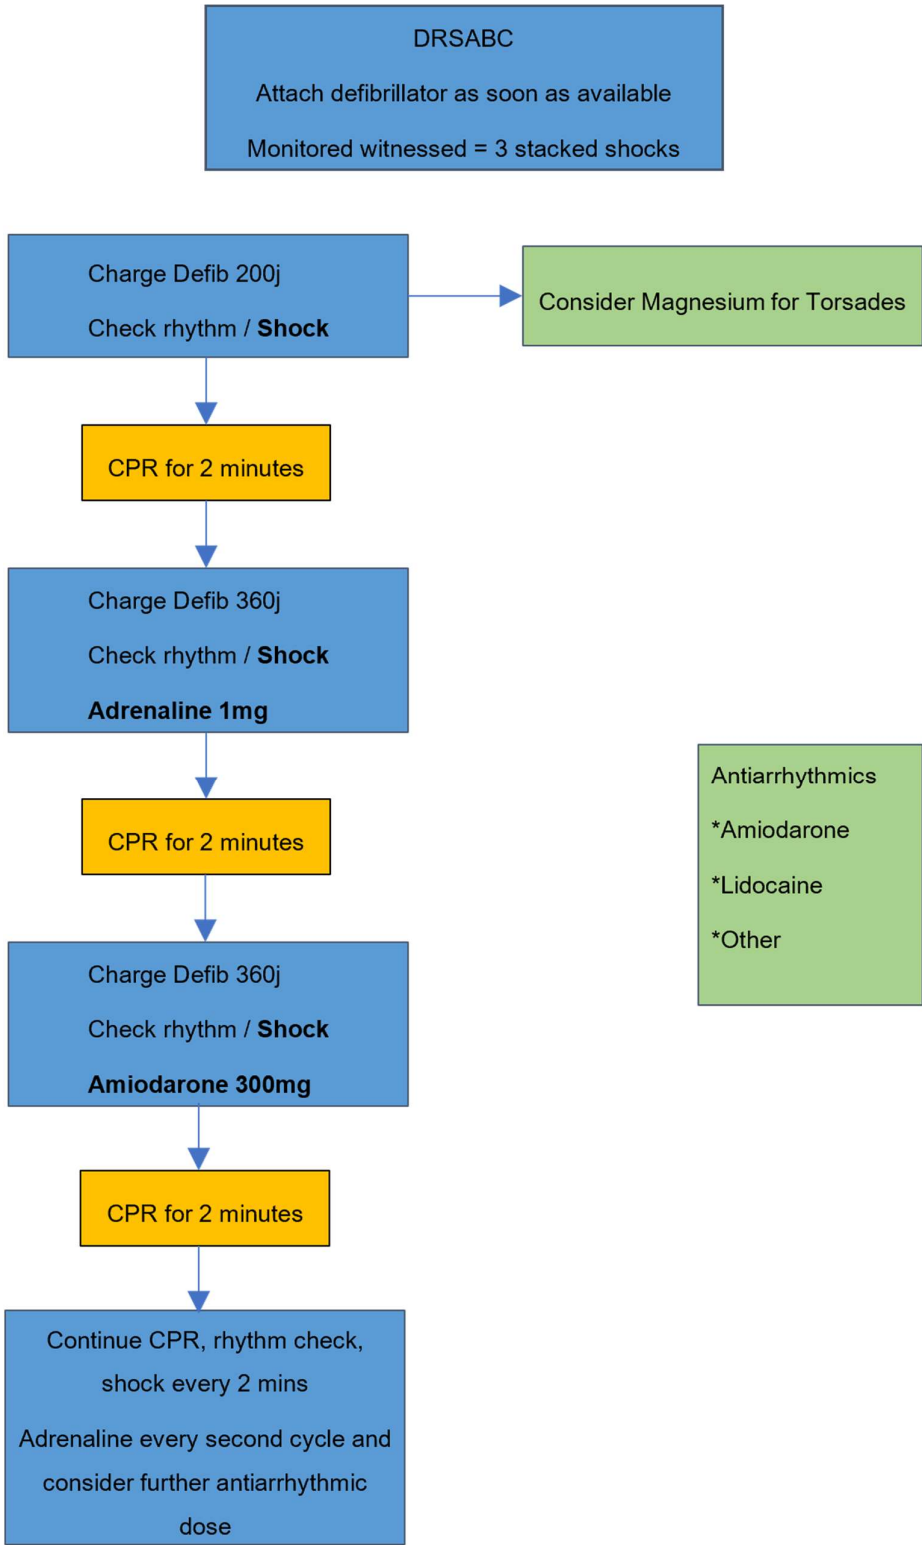 DRSABC
Attach defibrillator as soon as available
Monitored witnessed = 3 stacked shocks
Charge Defib 200j
Check rhythm / Shock
Consider Magnesium for Torsades
CPR for 2 minutes
Charge Defib 360j
Check rhythm / Shock
Adrenaline 1mg
CPR for 2 minutes
Charge Defib 360j
Check rhythm / Shock
Amiodarone 300mg
Antiarrhythmics
*Amiodarone
*Lidocaine
*Other
CPR for 2 minutes
Continue CPR, rhythm check,
shock every 2 mins
Adrenaline every second cycle and
consider further antiarrhythmic
dose